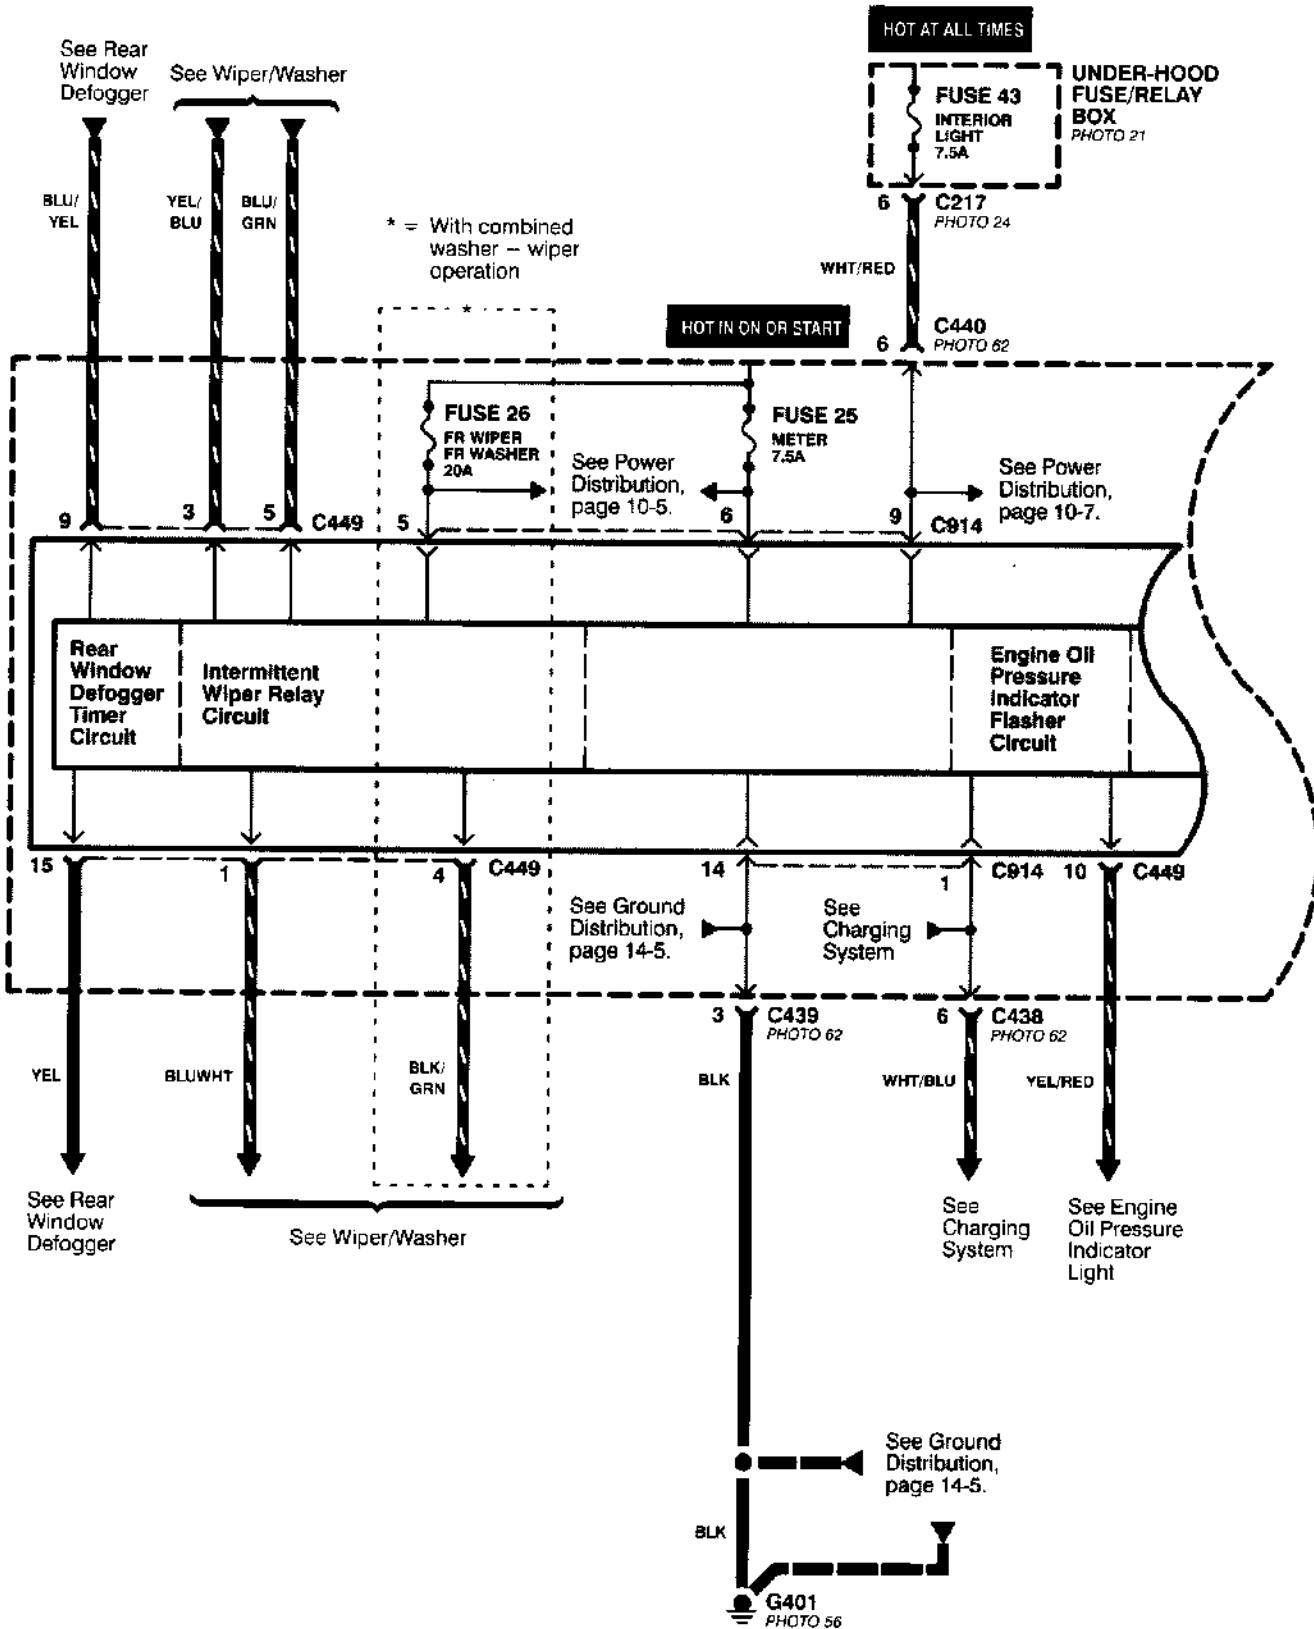 HOT AT ALL TIMES
See Rear
Window
Defogger
See Wiper/Washer
FUSE 43
INTERIOR
LIGHT
7.5A
UNDER-HOOD
FUSE/RELAY
BOX
PHOTO 21
BLU/
YEL
YEL/
BLU
BLU/
GRN
6
C217
PHOTO 24
* = With combined
washer – wiper
operation
WHT/RED
*
HOT IN ON OR START
6
C440
PHOTO 62
FUSE 26
FR WIPER
FR WASHER
20A
See Power
Distribution,
page 10-5.
FUSE 25
METER
7.5A
See Power
Distribution,
page 10-7.
9
3
5
C449
5
6
9
C914
Rear
Window
Defogger
Timer
Circuit
Intermittent
Wiper Relay
Circuit
Engine Oil
Pressure
Indicator
Flasher
Circuit
15
1
4
C449
14
1
C914
10
C449
See Ground
Distribution,
page 14-5.
See
Charging
System
3
C439
PHOTO 62
6
C438
PHOTO 62
YEL
BLUWHT
BLK/
GRN
BLK
WHT/BLU
YEL/RED
See Rear
Window
Defogger
See Wiper/Washer
See
Charging
System
See Engine
Oil Pressure
Indicator
Light
See Ground
Distribution,
page 14-5.
BLK
G401
PHOTO 56